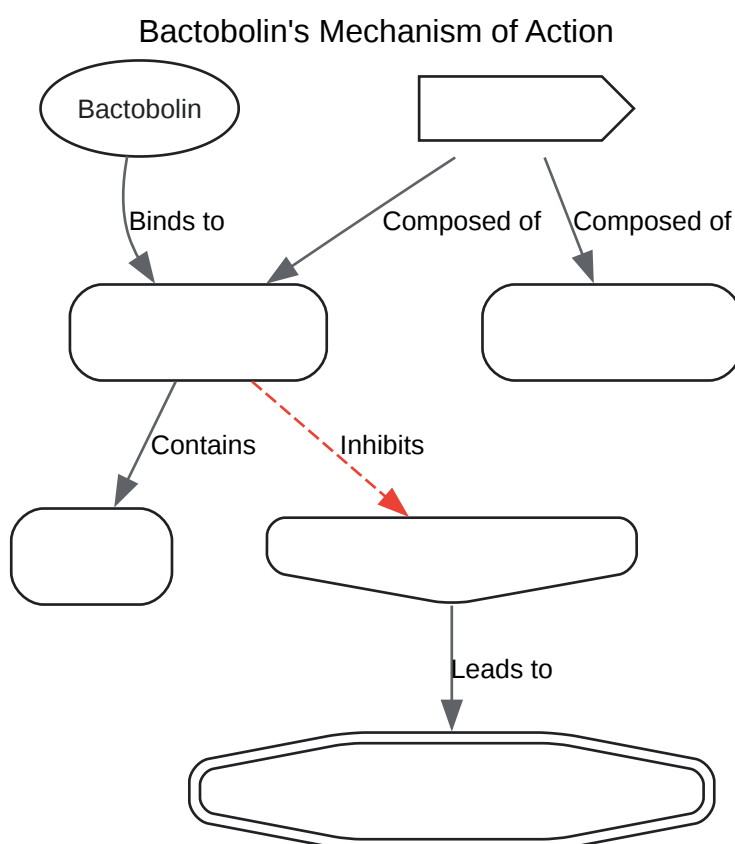 Bactobolin's Mechanism of Action
Bactobolin
Binds to
Composed of
Composed of
Contains
Inhibits
Leads to